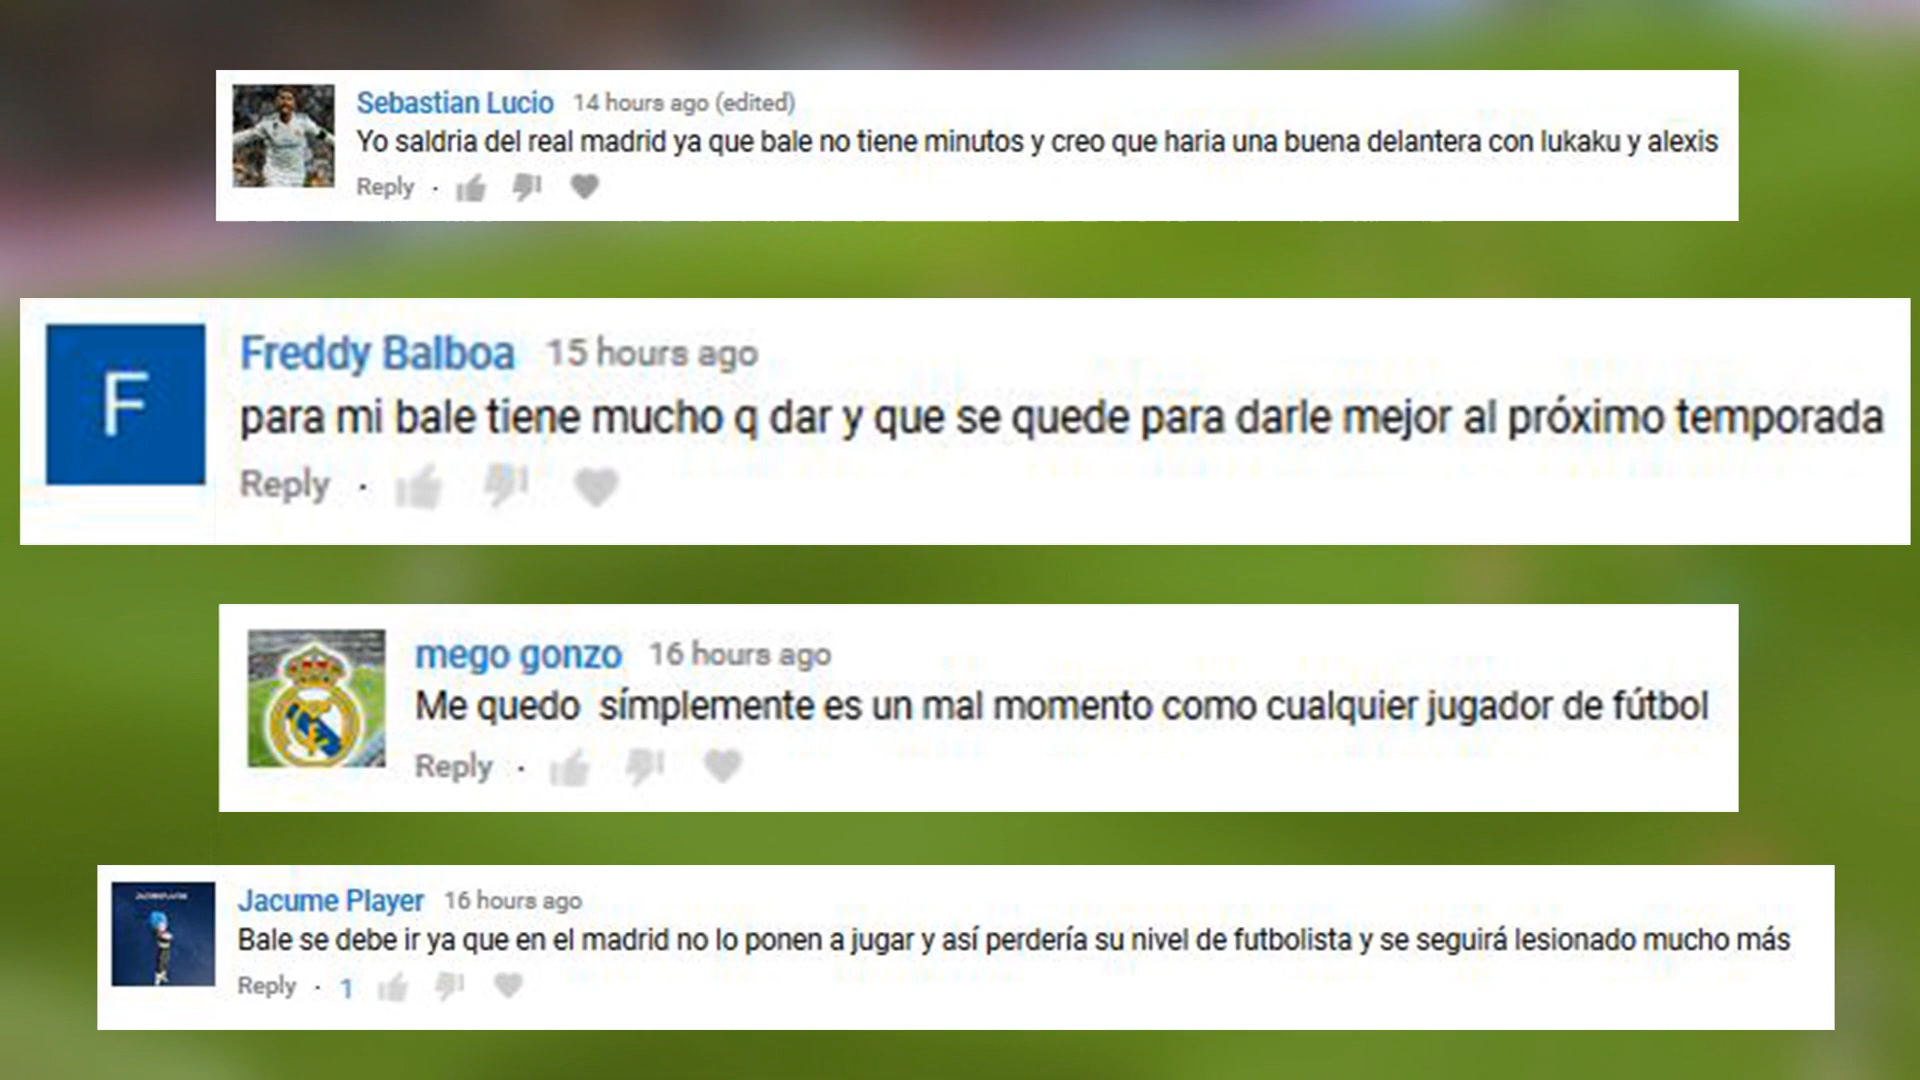 Sebastian Lucio 14 hours ago (edited)
Yo saldria del real madrid ya que bale no tiene minutos y creo que haria una buena delantera con lukaku y alexis
Reply ·
F
Freddy Balboa 15 hours ago
para mi bale tiene mucho q dar y que se quede para darle mejor al próximo temporada
Reply ·
mego gonzo 16 hours ago
Me quedo símplemente es un mal momento como cualquier jugador de fútbol
Reply ·
Jacume Player 16 hours ago
Bale se debe ir ya que en el madrid no lo ponen a jugar y así perdería su nivel de futbolista y se seguirá lesionado mucho más
Reply · 1